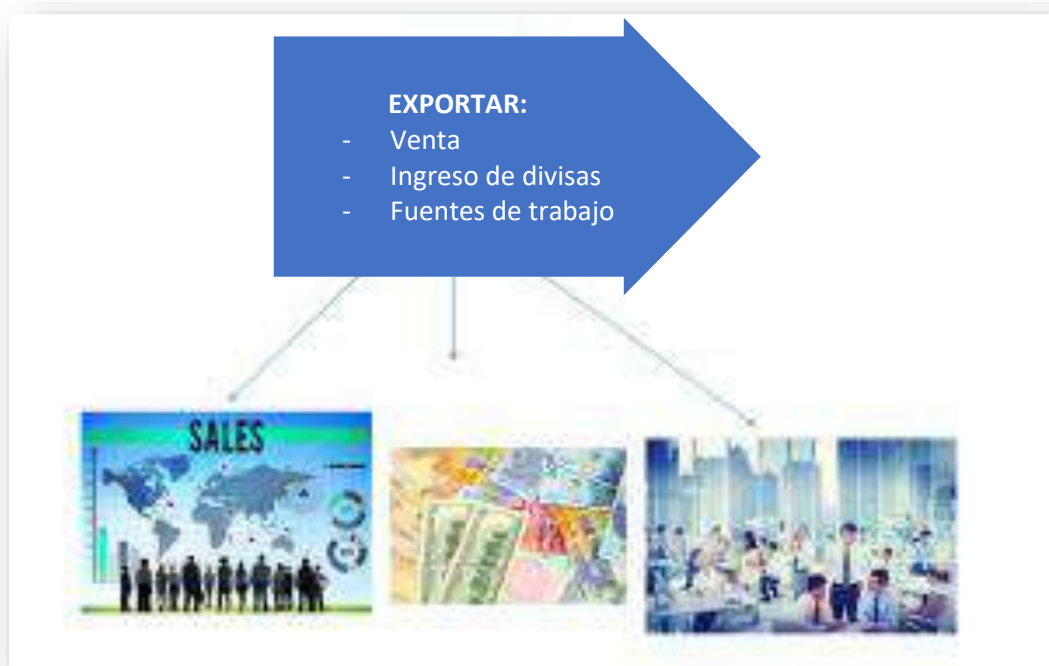 EXPORTAR:
- Venta
- Ingreso de divisas
- Fuentes de trabajo
SALES